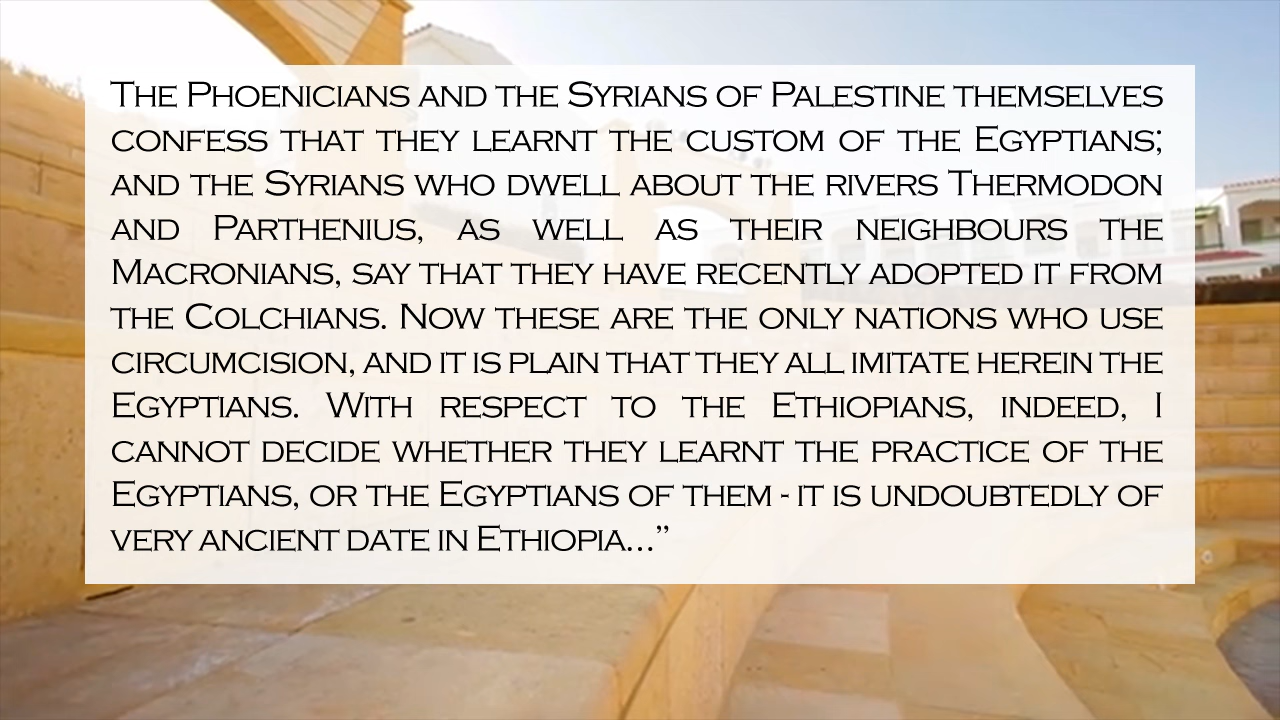 The Phoenicians and the Syrians of Palestine themselves
confess that they learnt the custom of the Egyptians;
and the Syrians who dwell about the rivers Thermodon
and Parthenius, as well as their neighbours the
Macronians, say that they have recently adopted it from
the Colchians. Now these are the only nations who use
circumcision, and it is plain that they all imitate herein the
Egyptians. With respect to the Ethiopians, indeed, I
cannot decide whether they learnt the practice of the
Egyptians, or the Egyptians of them - it is undoubtedly of
very ancient date in Ethiopia...”